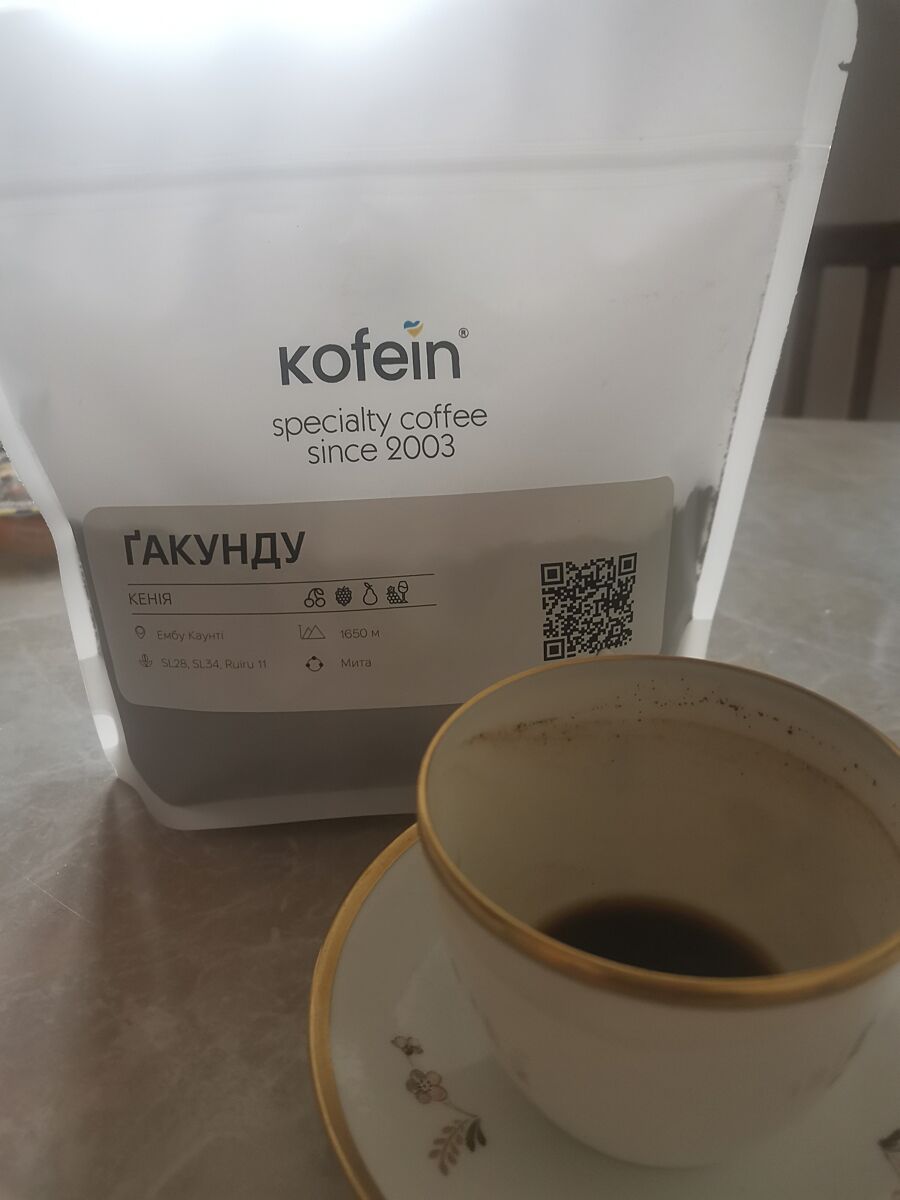 kofein®
specialty coffee
since 2003
ҐАКУНДУ
КЕНІЯ
Ембу Каунті
1650 м
SL28, SL34, Ruiru 11
Мита